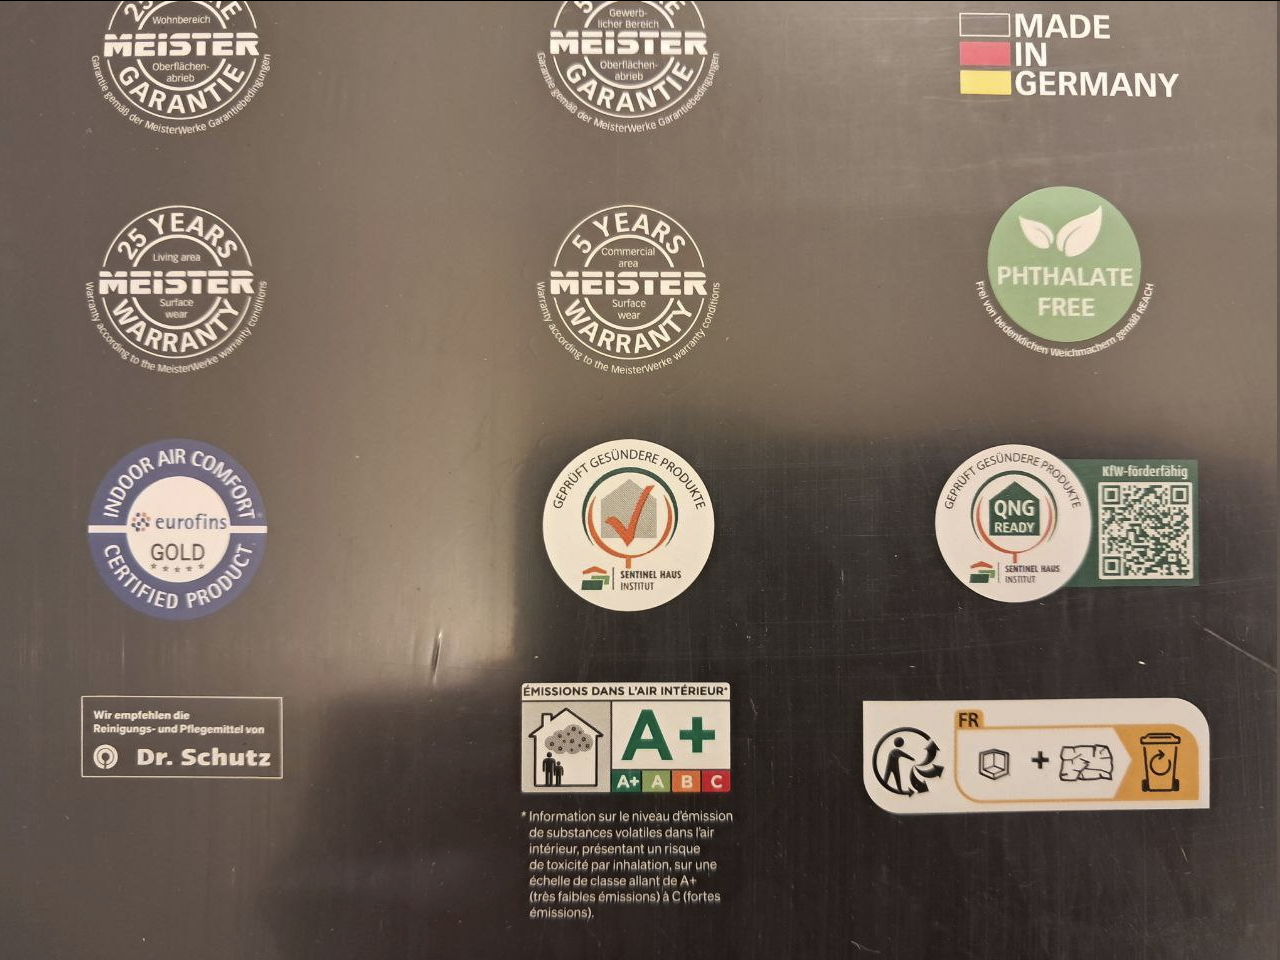 Wohnbereich
MEISTER
Oberflächen-
abrieb
GARANTIE
Garantie gemäß der MeisterWerke Garantiebedingungen
Gewerb-
licher Bereich
MEISTER
Oberflächen-
abrieb
GARANTIE
Garantie gemäß der MeisterWerke Garantiebedingungen
MADE
IN
GERMANY
25 YEARS
Living area
MEISTER
Surface
wear
WARRANTY
Warranty according to the MeisterWerke warranty conditions
5 YEARS
Commercial
area
MEISTER
Surface
wear
WARRANTY
Warranty according to the MeisterWerke warranty conditions
PHTHALATE
FREE
Frei von bedenklichen Weichmachern gemäß REACH
INDOOR AIR COMFORT
eurofins
GOLD
CERTIFIED PRODUCT
GEPRÜFT GESÜNDERE PRODUKTE
SENTINEL HAUS
INSTITUT
GEPRÜFT GESÜNDERE PRODUKTE
QNG
READY
SENTINEL HAUS
INSTITUT
KfW-förderfähig
Wir empfehlen die
Reinigungs- und Pflegemittel von
Dr. Schutz
ÉMISSIONS DANS L'AIR INTÉRIEUR*
A+
A+ A B C
* Information sur le niveau d'émission
de substances volatiles dans l'air
intérieur, présentant un risque
de toxicité par inhalation, sur une
échelle de classe allant de A+
(très faibles émissions) à C (fortes
émissions).
FR
+